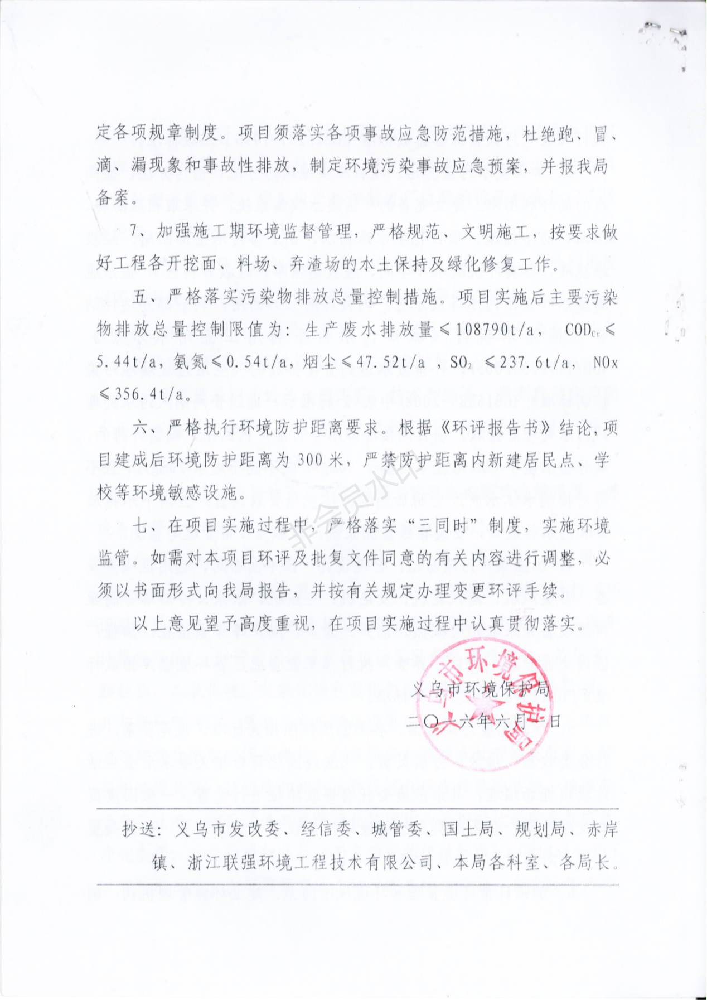 定各项规章制度。项目须落实各项事故应急防范措施，杜绝跑、冒、
滴、漏现象和事故性排放，制定环境污染事故应急预案，并报我局
备案。
7、加强施工期环境监督管理，严格规范、文明施工，按要求做
好工程各开挖面、料场、弃渣场的水土保持及绿化修复工作。
五、严格落实污染物排放总量控制措施。项目实施后主要污染
物排放总量控制限值为：生产废水排放量≤108790t/a， CODCr≤
5.44t/a，氨氮≤0.54t/a，烟尘≤47.52t/a，SO2 ≤237.6t/a， NOx
≤356.4t/a。
六、严格执行环境防护距离要求。根据《环评报告书》结论，项
目建成后环境防护距离为 300 米，严禁防护距离内新建居民点、学
校等环境敏感设施。
七、在项目实施过程中，严格落实“三同时”制度，实施环境
监管。如需对本项目环评及批复文件同意的有关内容进行调整，必
须以书面形式向我局报告，并按有关规定办理变更环评手续。
以上意见望予高度重视，在项目实施过程中认真贯彻落实。
义乌市环境保护局
二〇一六年六月一日
义乌市环境保护局
抄送：义乌市发改委、经信委、城管委、国土局、规划局、赤岸
镇、浙江联强环境工程技术有限公司、本局各科室、各局长。
非会员水印